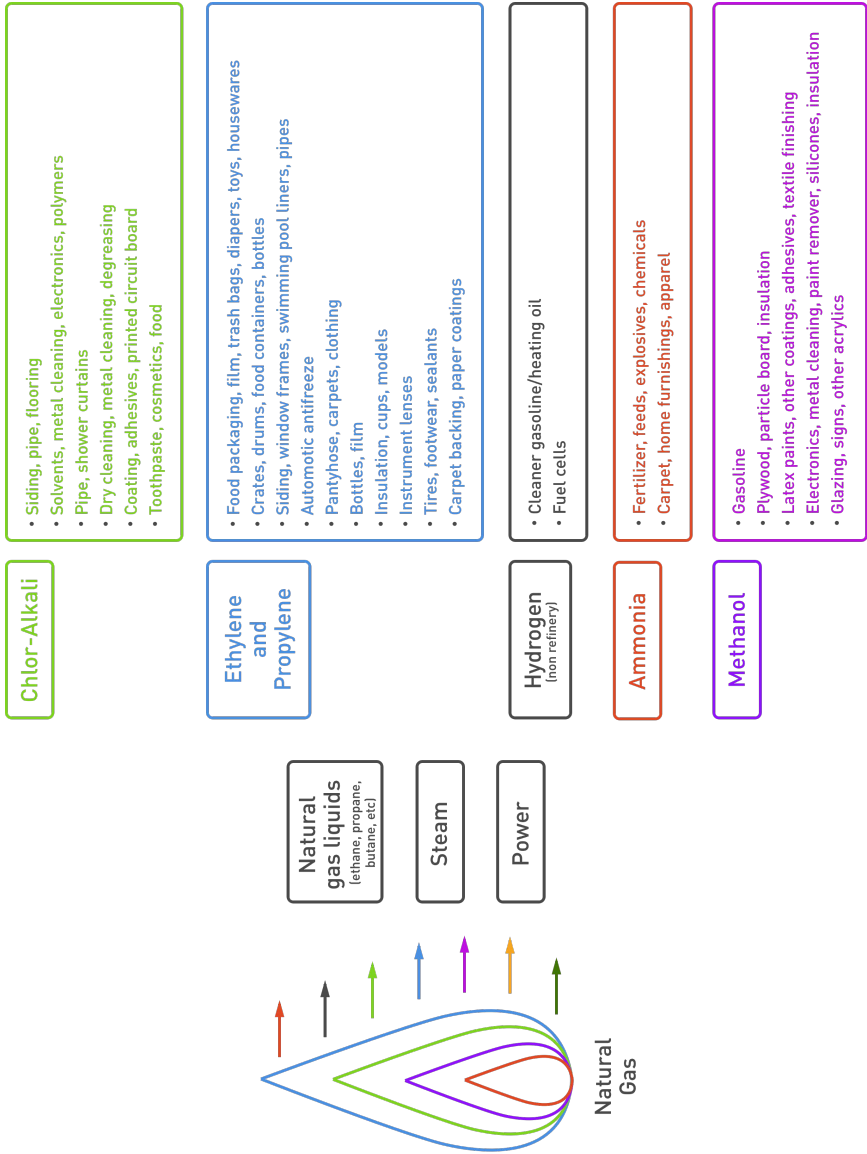 Natural
Gas
Natural
gas liquids
(ethane, propane,
butane, etc)
Steam
Power
Chlor-Alkali
• Siding, pipe, flooring
• Solvents, metal cleaning, electronics, polymers
• Pipe, shower curtains
• Dry cleaning, metal cleaning, degreasing
• Coating, adhesives, printed circuit board
• Toothpaste, cosmetics, food
Ethylene
and
Propylene
• Food packaging, film, trash bags, diapers, toys, housewares
• Crates, drums, food containers, bottles
• Siding, window frames, swimming pool liners, pipes
• Automotic antifreeze
• Pantyhose, carpets, clothing
• Bottles, film
• Insulation, cups, models
• Instrument lenses
• Tires, footwear, sealants
• Carpet backing, paper coatings
Hydrogen
(non refinery)
• Cleaner gasoline/heating oil
• Fuel cells
Ammonia
• Fertilizer, feeds, explosives, chemicals
• Carpet, home furnishings, apparel
Methanol
• Gasoline
• Plywood, particle board, insulation
• Latex paints, other coatings, adhesives, textile finishing
• Electronics, metal cleaning, paint remover, silicones, insulation
• Glazing, signs, other acrylics